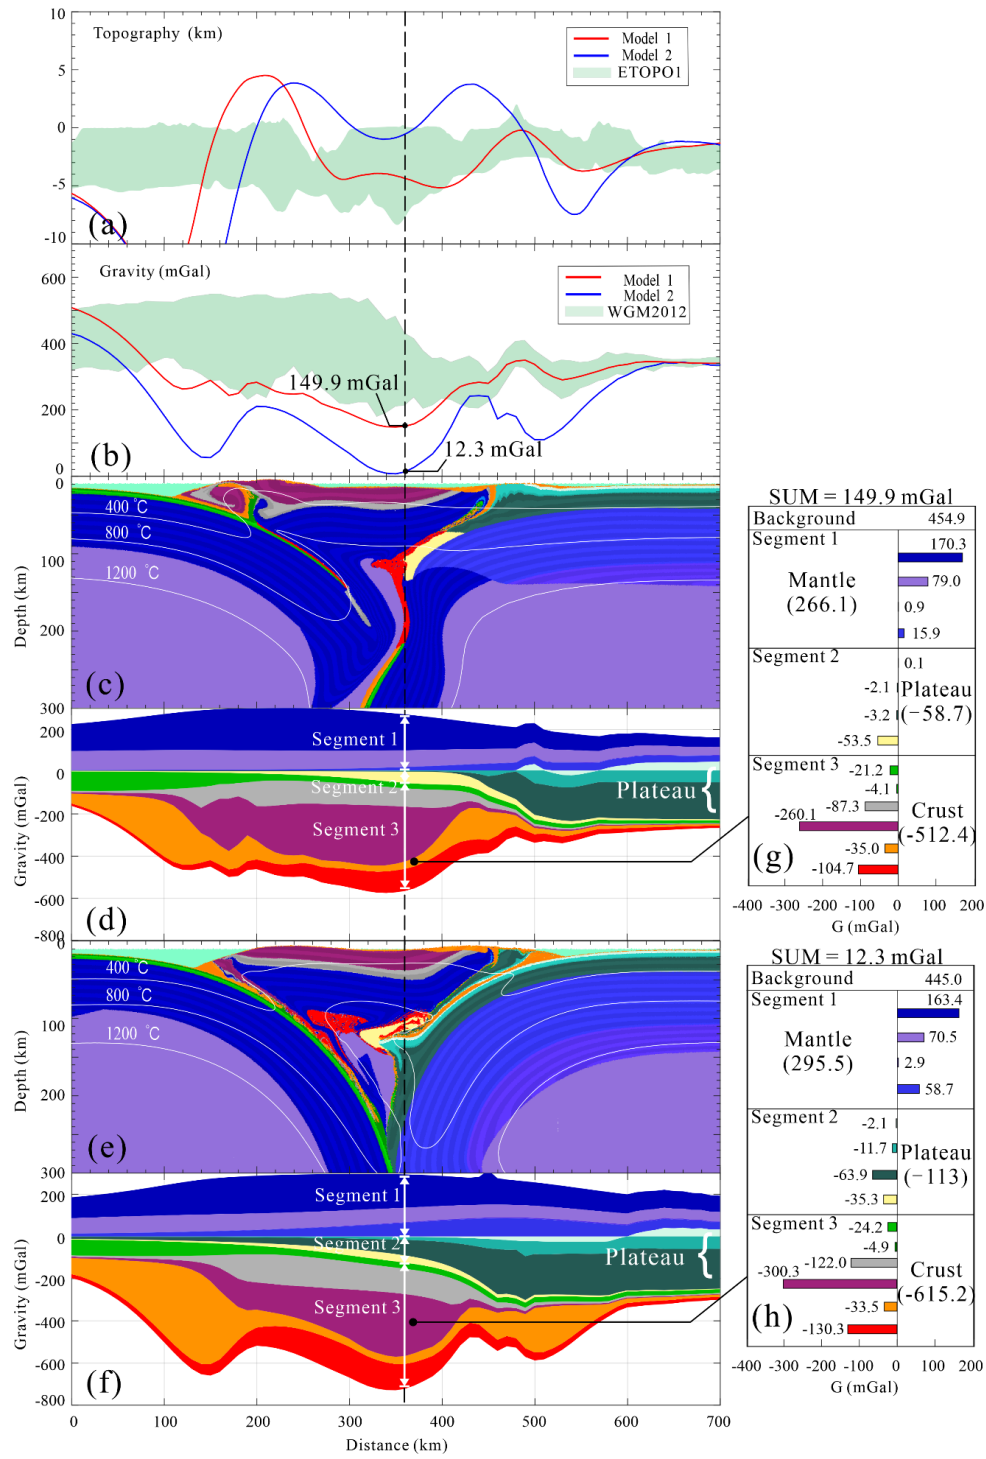 10
5
0
-5
-10
Topography (km)
Model 1
Model 2
ETOPO1
(a)
600
400
200
0
Gravity (mGal)
Model 1
Model 2
WGM2012
149.9 mGal
12.3 mGal
(b)
0
100
200
300
Depth (km)
400 °C
800 °C
1200 °C
(c)
200
0
-200
-400
-600
-800
Gravity (mGal)
Segment 1
Segment 2
Segment 3
Plateau
(d)
SUM = 149.9 mGal
Background 454.9
Segment 1
170.3
Mantle 79.0
(266.1) 0.9
15.9
Segment 2
0.1
-2.1 Plateau
-3.2 (−58.7)
-53.5
Segment 3
-21.2
-4.1
-87.3 Crust
-260.1 (-512.4)
-35.0
-104.7
(g)
-400 -300 -200 -100 0 100 200
G (mGal)
0
100
200
300
Depth (km)
400 °C
800 °C
1200 °C
(e)
200
0
-200
-400
-600
-800
Gravity (mGal)
Segment 1
Segment 2
Segment 3
Plateau
(f)
0 100 200 300 400 500 600 700
Distance (km)
SUM = 12.3 mGal
Background 445.0
Segment 1
163.4
Mantle 70.5
(295.5) 2.9
58.7
Segment 2
-2.1
-11.7 Plateau
-63.9 (−113)
-35.3
Segment 3
-24.2
-4.9
-122.0 Crust
-300.3 (-615.2)
-33.5
-130.3
(h)
-400 -300 -200 -100 0 100 200
G (mGal)